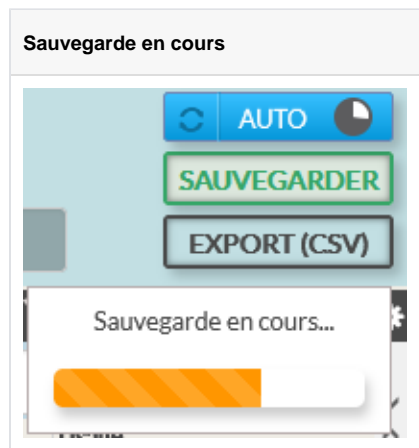 Sauvegarde en cours
AUTO
SAUVEGARDER
EXPORT (CSV)
Sauvegarde en cours...